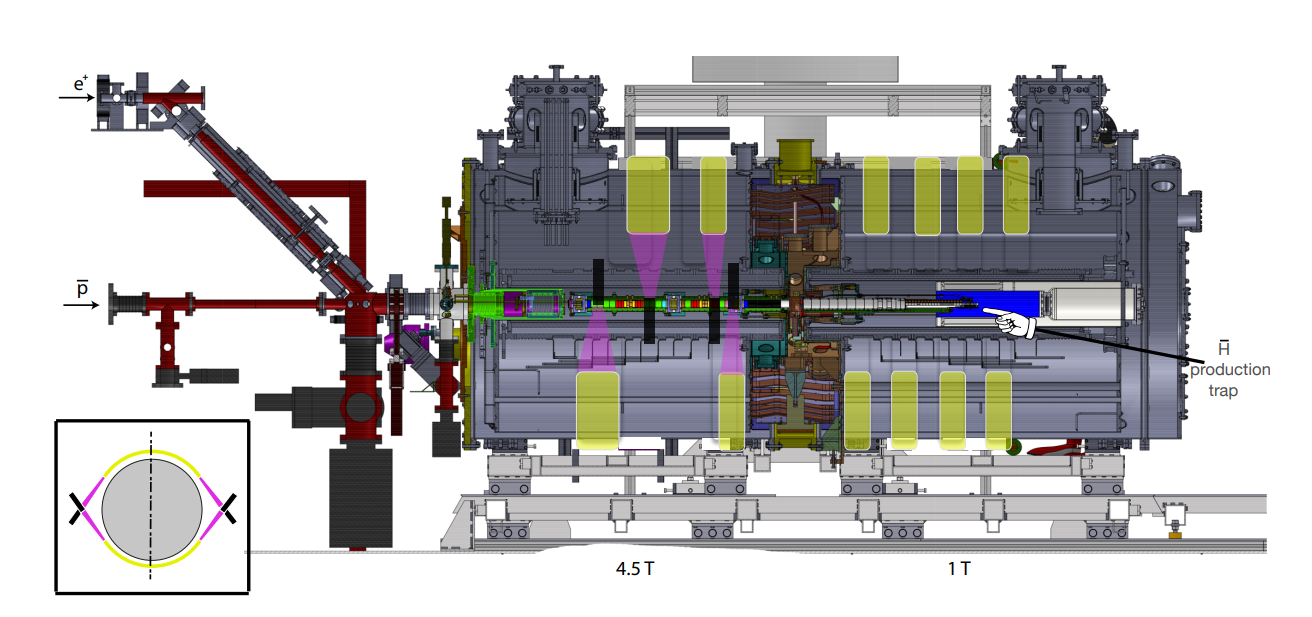 e⁺
p̅
H̅
production
trap
4.5 T
1 T